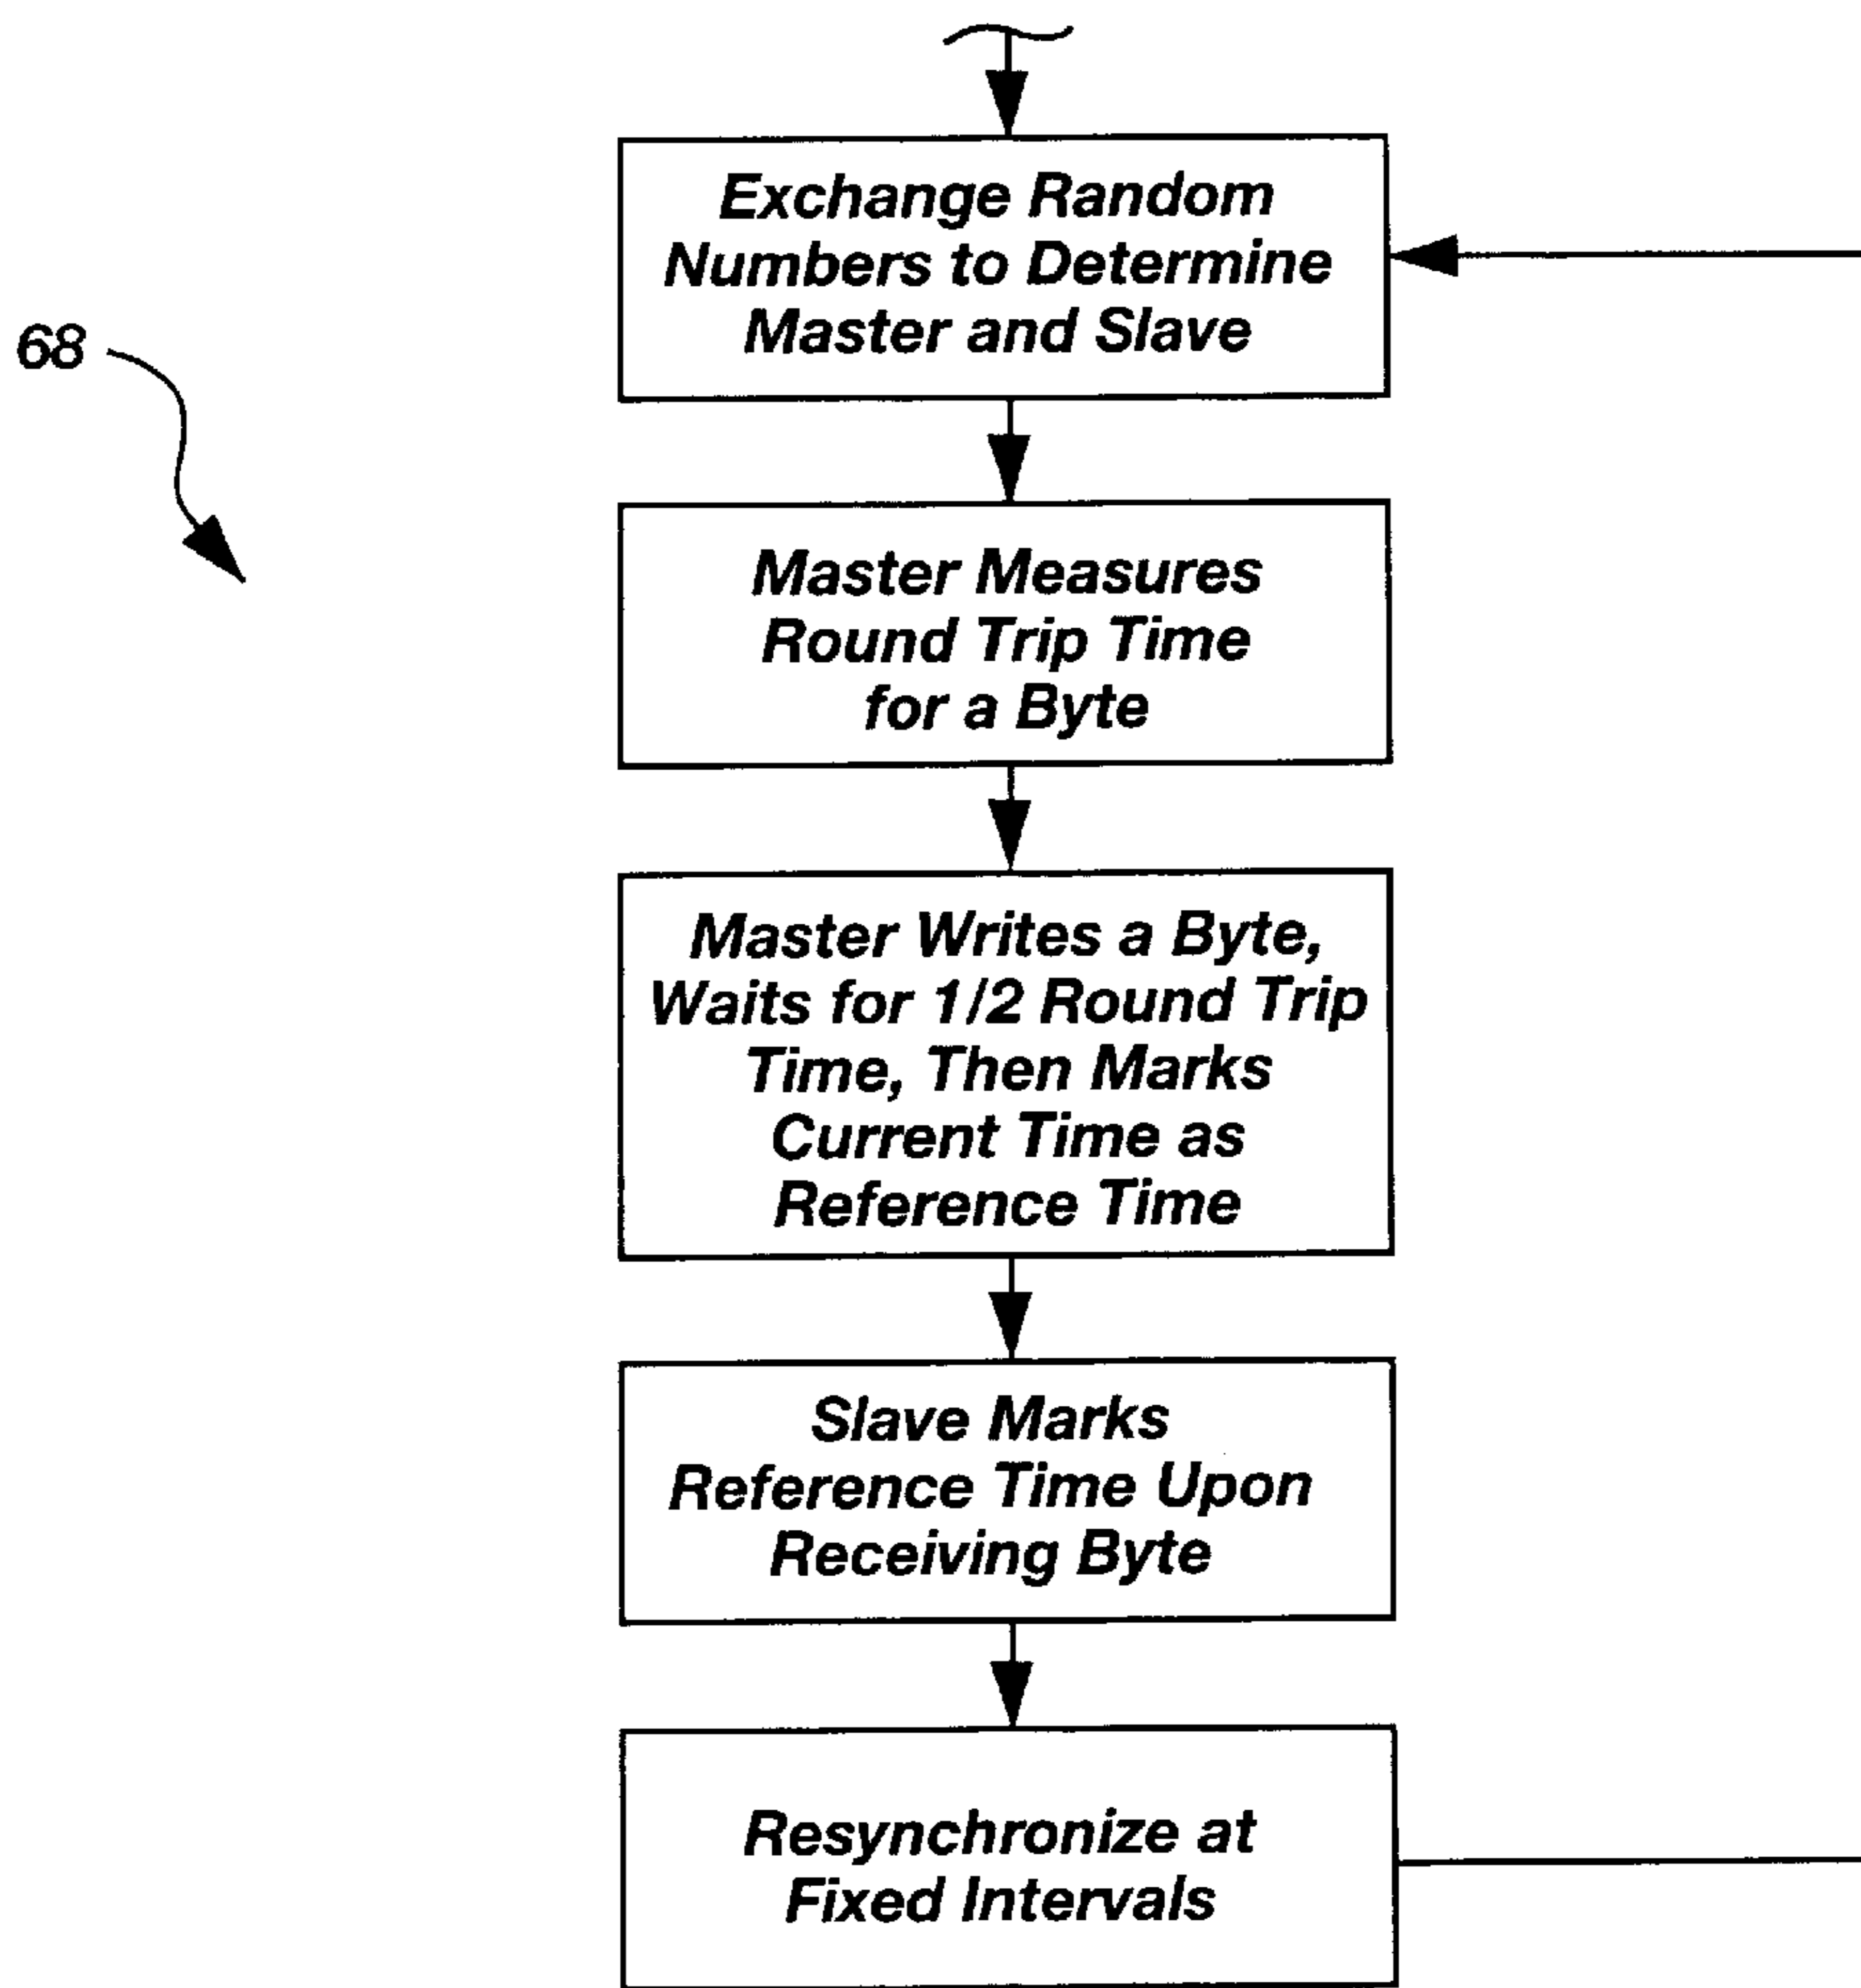 Exchange Random
Numbers to Determine
Master and Slave
68
Master Measures
Round Trip Time
for a Byte
Master Writes a Byte,
Waits for 1/2 Round Trip
Time, Then Marks
Current Time as
Reference Time
Slave Marks
Reference Time Upon
Receiving Byte
Resynchronize at
Fixed Intervals